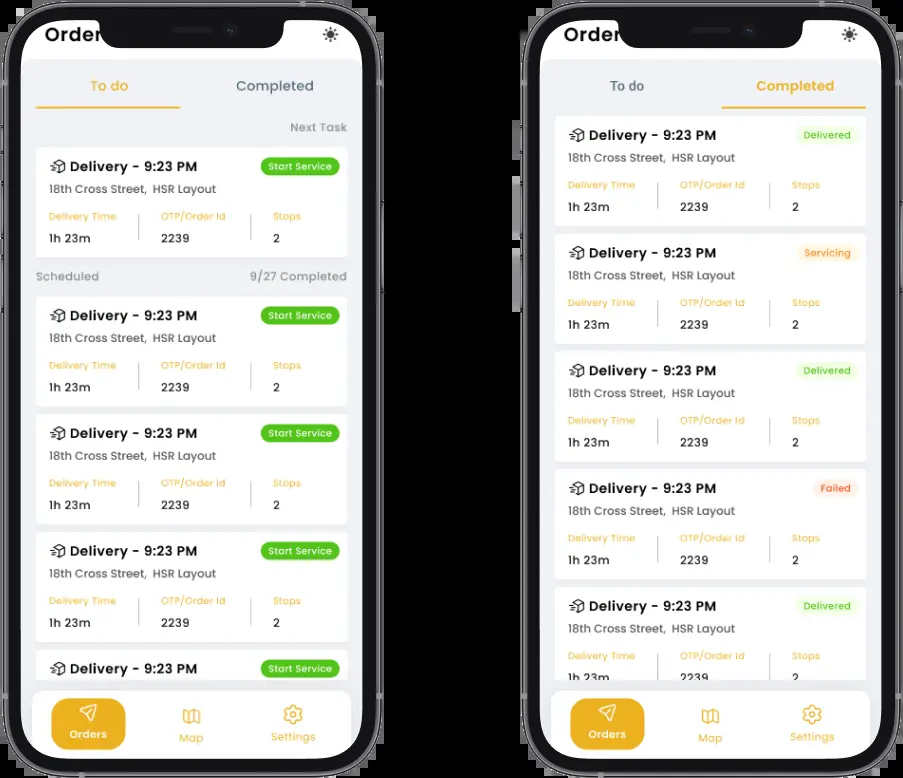 Order
To do
Completed
Next Task
Delivery - 9:23 PM
Start Service
18th Cross Street, HSR Layout
Delivery Time
OTP/Order Id
Stops
1h 23m
2239
2
Scheduled
9/27 Completed
Delivery - 9:23 PM
Start Service
18th Cross Street, HSR Layout
Delivery Time
OTP/Order Id
Stops
1h 23m
2239
2
Delivery - 9:23 PM
Start Service
18th Cross Street, HSR Layout
Delivery Time
OTP/Order Id
Stops
1h 23m
2239
2
Delivery - 9:23 PM
Start Service
18th Cross Street, HSR Layout
Delivery Time
OTP/Order Id
Stops
1h 23m
2239
2
Delivery - 9:23 PM
Start Service
Orders
Map
Settings
Order
To do
Completed
Delivery - 9:23 PM
Delivered
18th Cross Street, HSR Layout
Delivery Time
OTP/Order Id
Stops
1h 23m
2239
2
Delivery - 9:23 PM
Servicing
18th Cross Street, HSR Layout
Delivery Time
OTP/Order Id
Stops
1h 23m
2239
2
Delivery - 9:23 PM
Delivered
18th Cross Street, HSR Layout
Delivery Time
OTP/Order Id
Stops
1h 23m
2239
2
Delivery - 9:23 PM
Failed
18th Cross Street, HSR Layout
Delivery Time
OTP/Order Id
Stops
1h 23m
2239
2
Delivery - 9:23 PM
Delivered
18th Cross Street, HSR Layout
Delivery Time
OTP/Order Id
Stops
1h 23m
2239
2
Orders
Map
Settings